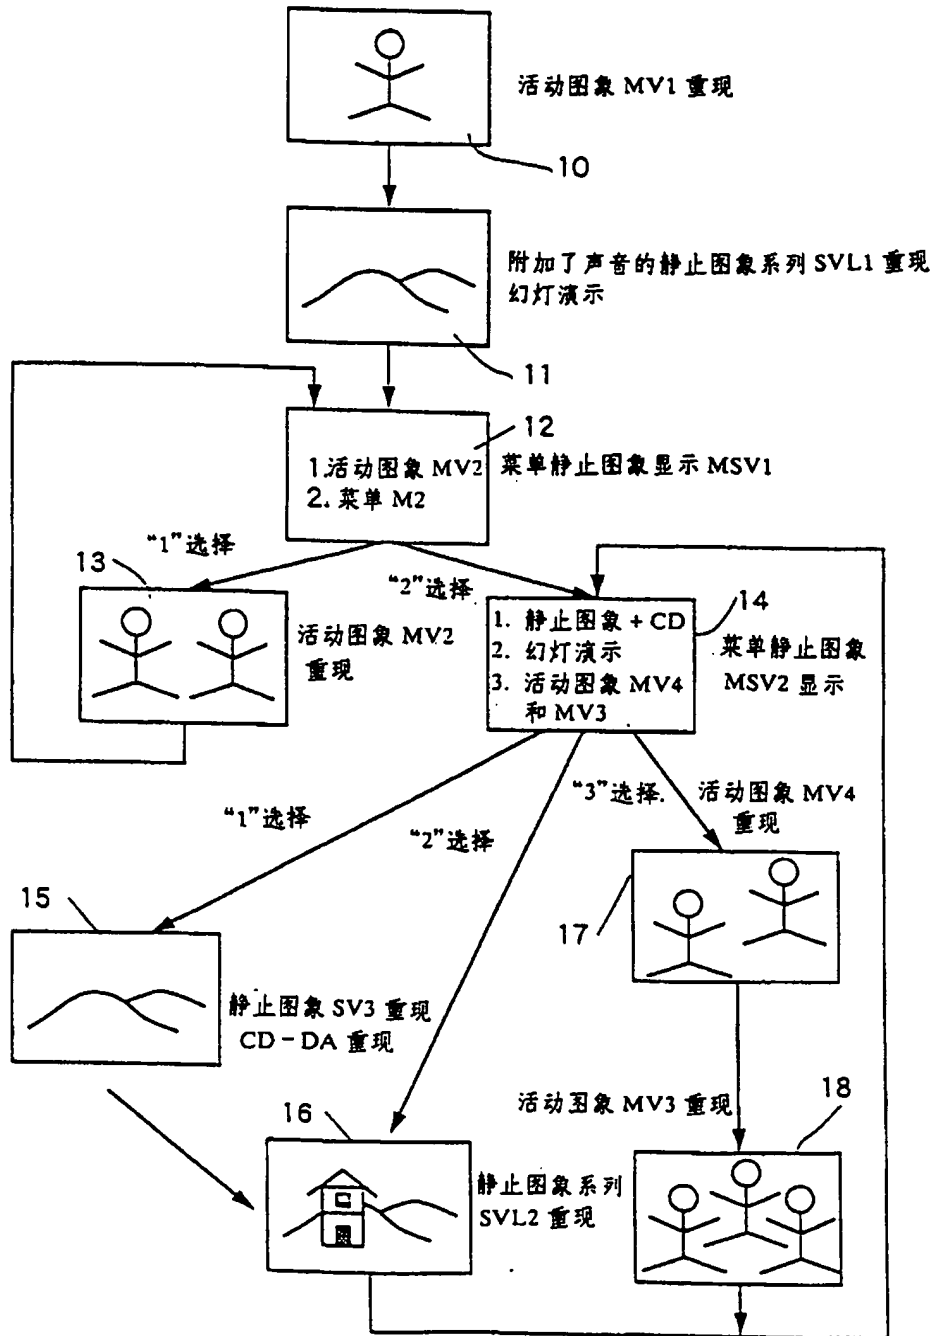 活动图象 MV1 重现
10
附加了声音的静止图象系列 SVL1 重现
幻灯演示
11
12
1.活动图象 MV2
2. 菜单 M2
菜单静止图象显示 MSV1
“1”选择
“2”选择
13
活动图象 MV2
重现
14
1. 静止图象 + CD
2. 幻灯演示
3. 活动图象 MV4
和 MV3
菜单静止图象
MSV2 显示
“1”选择
“2”选择
“3”选择.
活动图象 MV4
重现
15
17
静止图象 SV3 重现
CD-DA 重现
活动图象 MV3 重现
18
16
静止图象系列
SVL2 重现